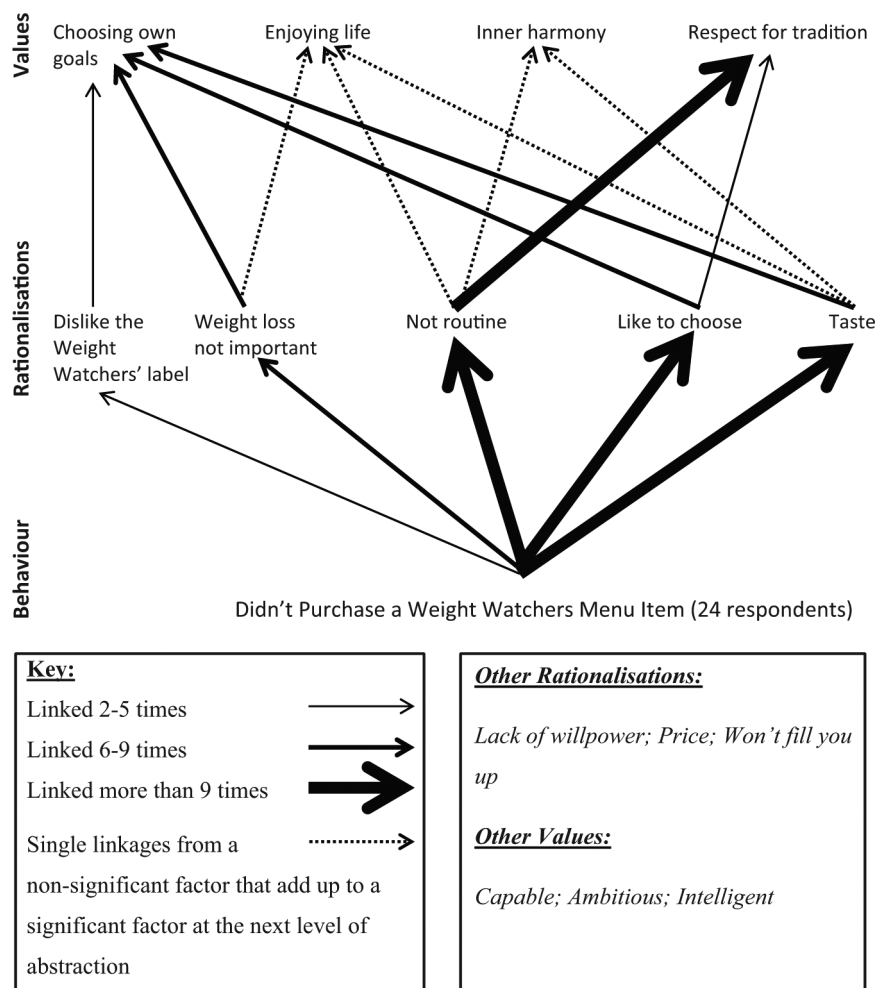 Values
Choosing own
goals
Enjoying life
Inner harmony
Respect for tradition
Rationalisations
Dislike the
Weight
Watchers’ label
Weight loss
not important
Not routine
Like to choose
Taste
Behaviour
Didn’t Purchase a Weight Watchers Menu Item (24 respondents)
Key:
Linked 2-5 times
Linked 6-9 times
Linked more than 9 times
Single linkages from a
non-significant factor that add up to a
significant factor at the next level of
abstraction
Other Rationalisations:
Lack of willpower; Price; Won’t fill you
up
Other Values:
Capable; Ambitious; Intelligent